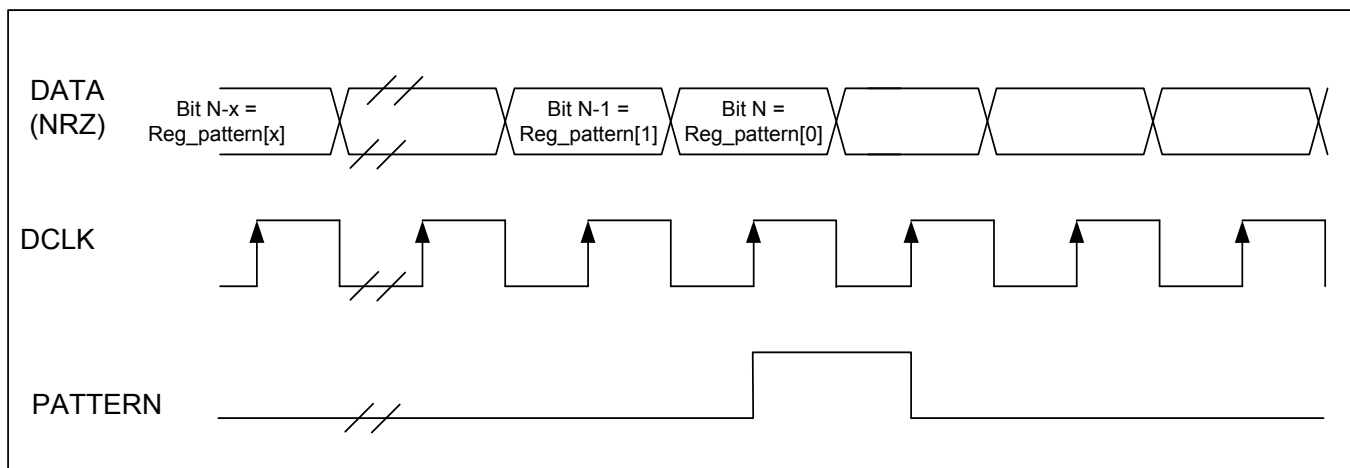 DATA
(NRZ)
Bit N-x =
Reg_pattern[x]
Bit N-1 =
Reg_pattern[1]
Bit N =
Reg_pattern[0]
DCLK
PATTERN